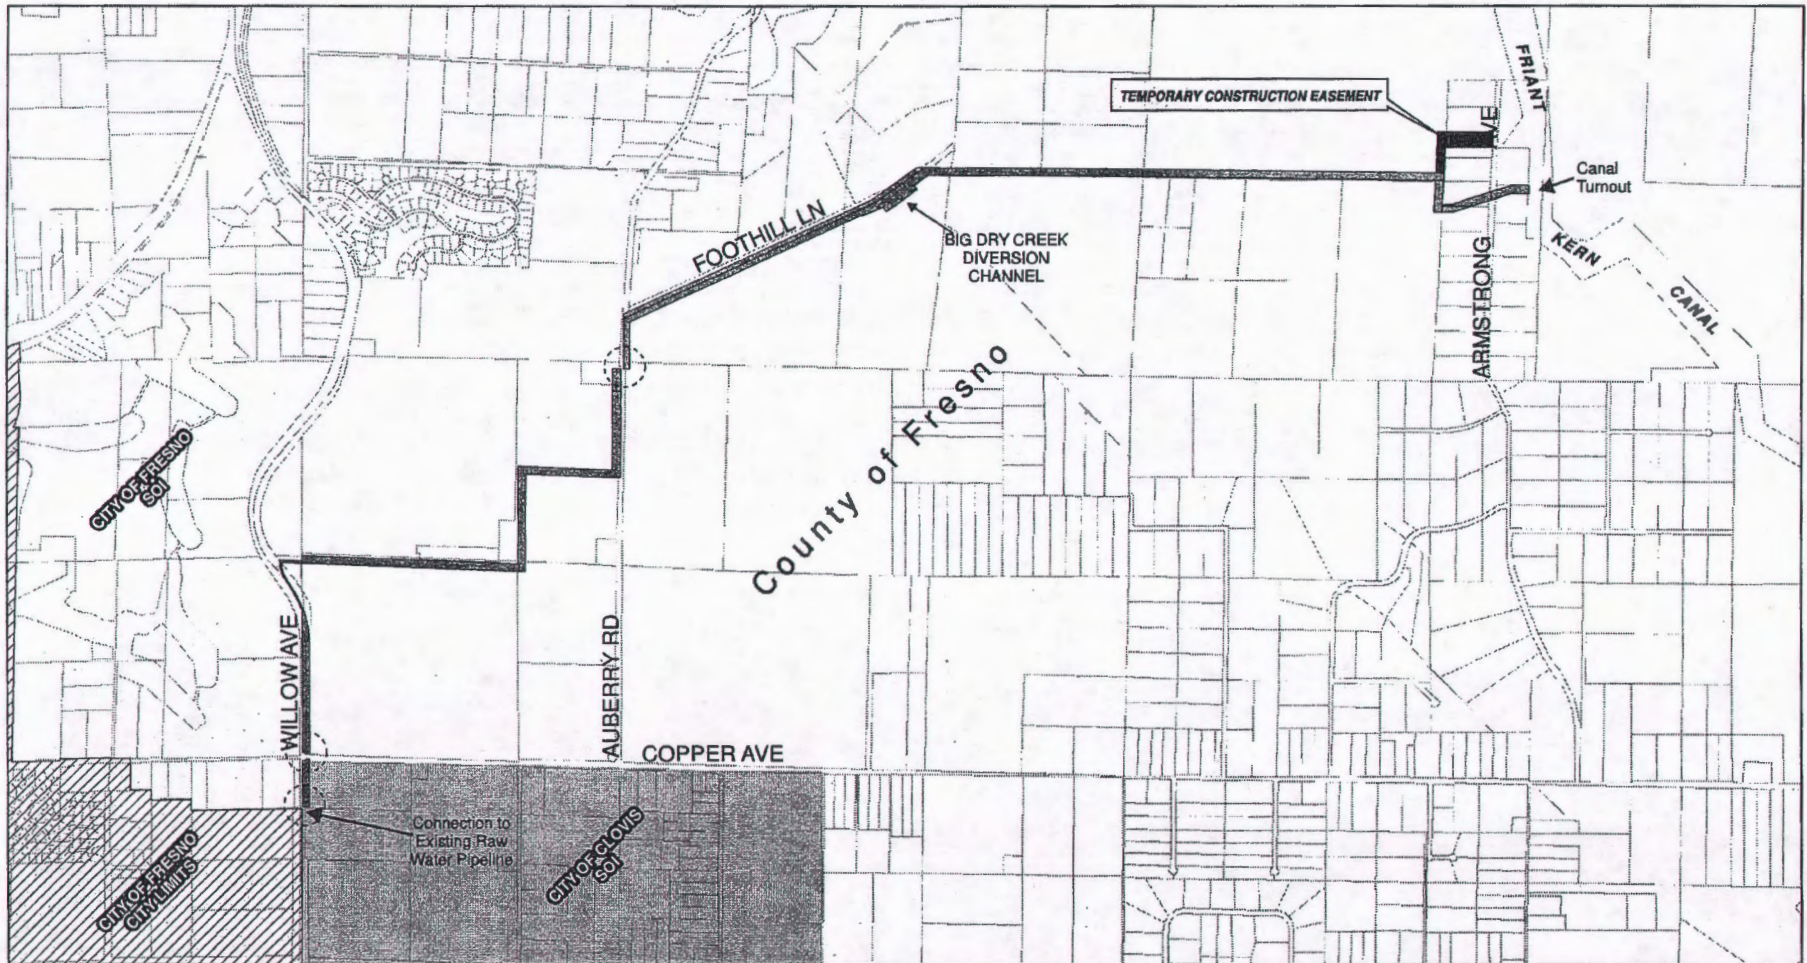 FRIANT
TEMPORARY CONSTRUCTION EASEMENT
AVE
Canal
Turnout
FOOTHILL LN
BIG DRY CREEK
DIVERSION
CHANNEL
KERN
CANAL
ARMSTRONG
County of Fresno
CITY OF FRESNO
SOI
WILLOW AVE
AUBERRY RD
COPPER AVE
Connection to
Existing Raw
Water Pipeline
CITY OF CLOVIS
SOI
CITY OF FRESNO
CITY LIMITS